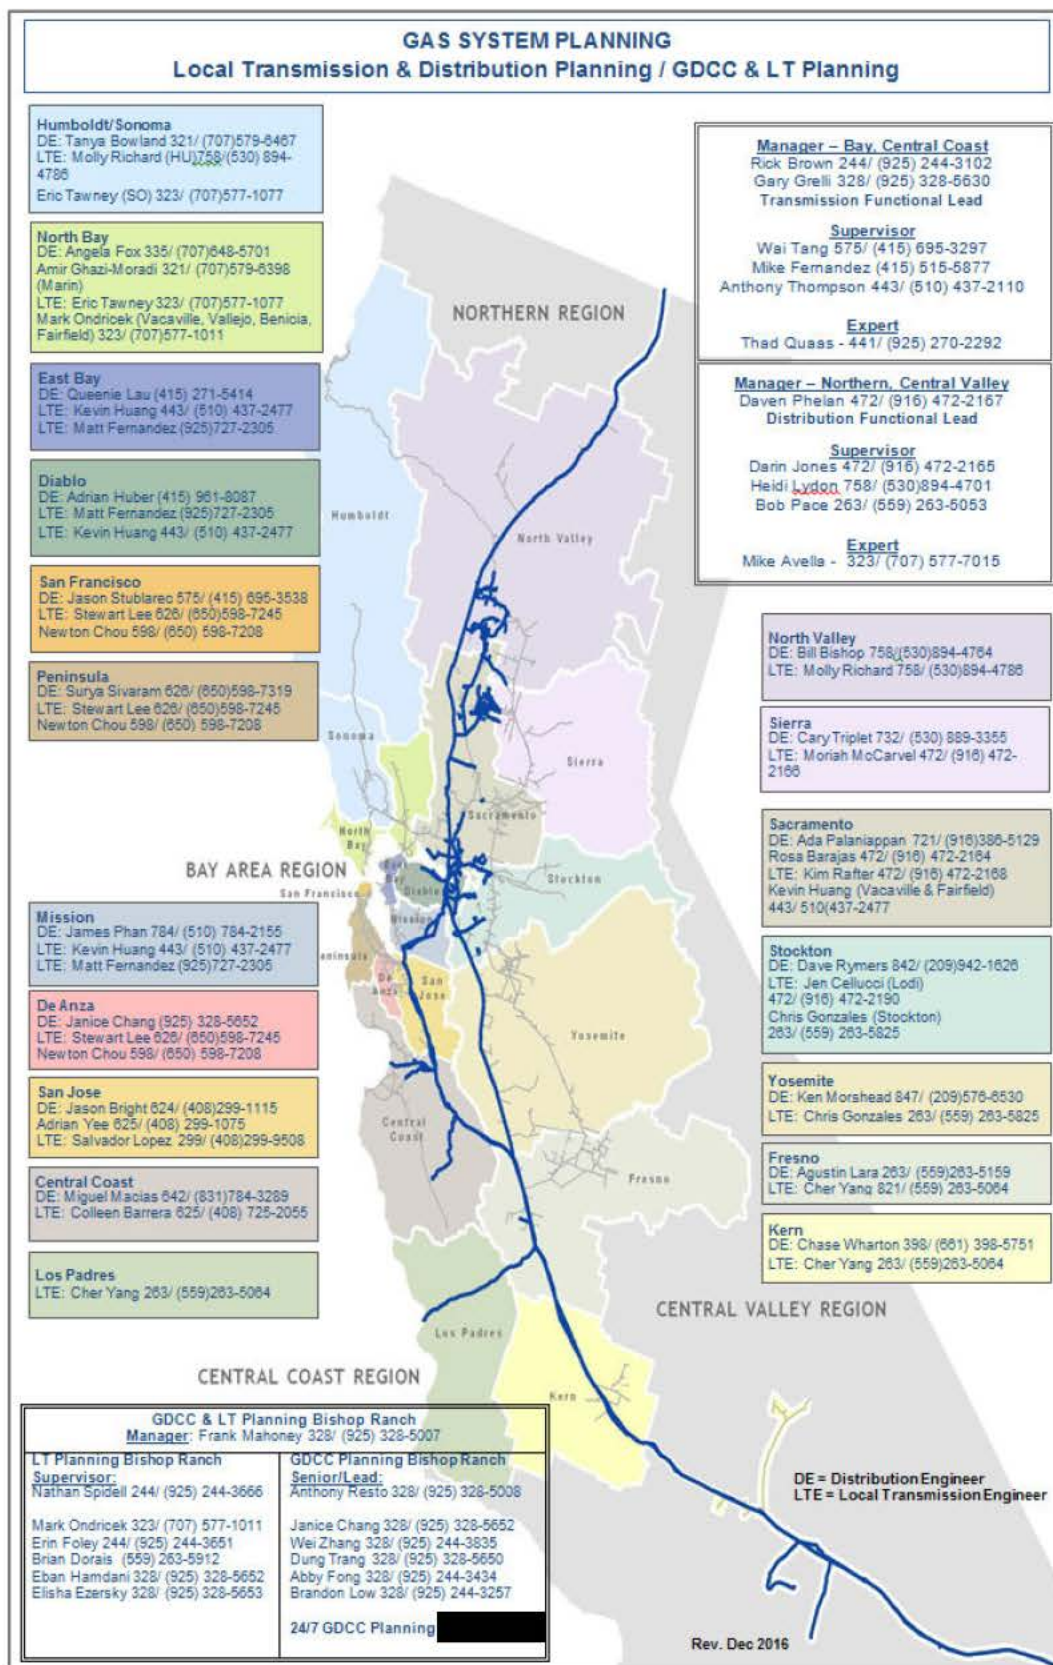 GAS SYSTEM PLANNING
Local Transmission & Distribution Planning / GDCC & LT Planning
Humboldt/Sonoma
DE: Tanya Bowland 321/ (707)579-6467
LTE: Molly Richard (HU)758/(530) 894-
4786
Eric Tawney (SO) 323/ (707)577-1077
North Bay
DE: Angela Fox 335/ (707)648-5701
Amir Ghazi-Moradi 321/ (707)579-6398
(Marin)
LTE: Eric Tawney 323/ (707)577-1077
Mark Ondricek (Vacaville, Vallejo, Benicia,
Fairfield) 323/ (707)577-1011
East Bay
DE: Queenie Lau (415) 271-5414
LTE: Kevin Huang 443/ (510) 437-2477
LTE: Matt Fernandez (925)727-2305
Diablo
DE: Adrian Huber (415) 961-8087
LTE: Matt Fernandez (925)727-2305
LTE: Kevin Huang 443/ (510) 437-2477
San Francisco
DE: Jason Stublarec 575/ (415) 695-3538
LTE: Stewart Lee 626/ (650)598-7245
Newton Chou 598/ (650) 598-7208
Peninsula
DE: Surya Sivaram 626/ (650)598-7319
LTE: Stewart Lee 626/ (650)598-7245
Newton Chou 598/ (650) 598-7208
Mission
DE: James Phan 784/ (510) 784-2155
LTE: Kevin Huang 443/ (510) 437-2477
LTE: Matt Fernandez (925)727-2305
De Anza
DE: Janice Chang (925) 328-5652
LTE: Stewart Lee 626/ (650)598-7245
Newton Chou 598/ (650) 598-7208
San Jose
DE: Jason Bright 624/ (408)299-1115
Adrian Yee 625/ (408) 299-1075
LTE: Salvador Lopez 299/ (408)299-9508
Central Coast
DE: Miguel Macias 642/ (831)784-3289
LTE: Colleen Barrera 625/ (408) 725-2055
Los Padres
LTE: Cher Yang 263/ (559)263-5064
NORTHERN REGION
Humboldt
North Valley
Sonoma
Sierra
Sacramento
North
Bay
BAY AREA REGION
East
Bay
Diablo
Stockton
San Francisco
Mission
Peninsula
De
Anza
San
Jose
Yosemite
Central
Coast
Fresno
CENTRAL VALLEY REGION
Los Padres
CENTRAL COAST REGION
Kern
Manager – Bay, Central Coast
Rick Brown 244/ (925) 244-3102
Gary Grelli 328/ (925) 328-5630
Transmission Functional Lead
Supervisor
Wai Tang 575/ (415) 695-3297
Mike Fernandez (415) 515-5877
Anthony Thompson 443/ (510) 437-2110
Expert
Thad Quass - 441/ (925) 270-2292
Manager – Northern, Central Valley
Daven Phelan 472/ (916) 472-2167
Distribution Functional Lead
Supervisor
Darin Jones 472/ (916) 472-2165
Heidi Lydon 758/ (530)894-4701
Bob Pace 263/ (559) 263-5053
Expert
Mike Avella - 323/ (707) 577-7015
North Valley
DE: Bill Bishop 758/(530)894-4764
LTE: Molly Richard 758/ (530)894-4786
Sierra
DE: Cary Triplet 732/ (530) 889-3355
LTE: Moriah McCarvel 472/ (916) 472-
2166
Sacramento
DE: Ada Palaniappan 721/ (916)386-5129
Rosa Barajas 472/ (916) 472-2164
LTE: Kim Rafter 472/ (916) 472-2168
Kevin Huang (Vacaville & Fairfield)
443/ 510(437-2477
Stockton
DE: Dave Rymers 842/ (209)942-1626
LTE: Jen Cellucci (Lodi)
472/ (916) 472-2190
Chris Gonzales (Stockton)
263/ (559) 263-5825
Yosemite
DE: Ken Morshead 847/ (209)576-6530
LTE: Chris Gonzales 263/ (559) 263-5825
Fresno
DE: Agustin Lara 263/ (559)263-5159
LTE: Cher Yang 821/ (559) 263-5064
Kern
DE: Chase Wharton 398/ (661) 398-5751
LTE: Cher Yang 263/ (559)263-5064
GDCC & LT Planning Bishop Ranch
Manager: Frank Mahoney 328/ (925) 328-5007
LT Planning Bishop Ranch
Supervisor:
Nathan Spidell 244/ (925) 244-3666
Mark Ondricek 323/ (707) 577-1011
Erin Foley 244/ (925) 244-3651
Brian Dorais (559) 263-5912
Eban Hamdani 328/ (925) 328-5652
Elisha Ezersky 328/ (925) 328-5653
GDCC Planning Bishop Ranch
Senior/Lead:
Anthony Resto 328/ (925) 328-5008
Janice Chang 328/ (925) 328-5652
Wei Zhang 328/ (925) 244-3835
Dung Trang 328/ (925) 328-5650
Abby Fong 328/ (925) 244-3434
Brandon Low 328/ (925) 244-3257
24/7 GDCC Planning
DE = Distribution Engineer
LTE = Local Transmission Engineer
Rev. Dec 2016